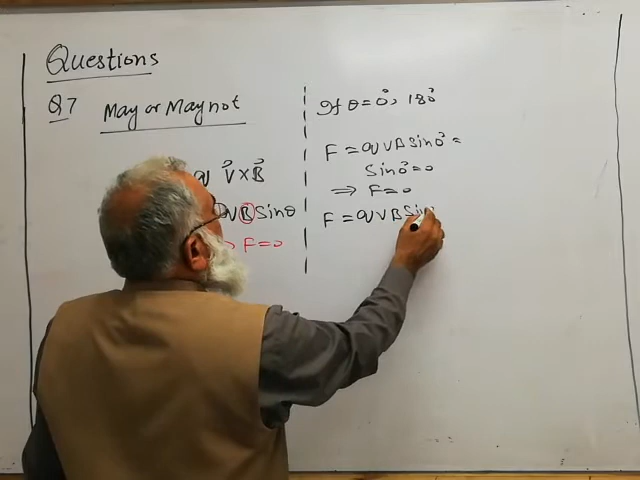 Questions
Q7 May or May not
V⃗ × B⃗
VB Sinθ
F=0
If θ = 0°, 180°
F = qVB Sin0° =
Sin0° = 0
⇒ F = 0
F = qVB Sin